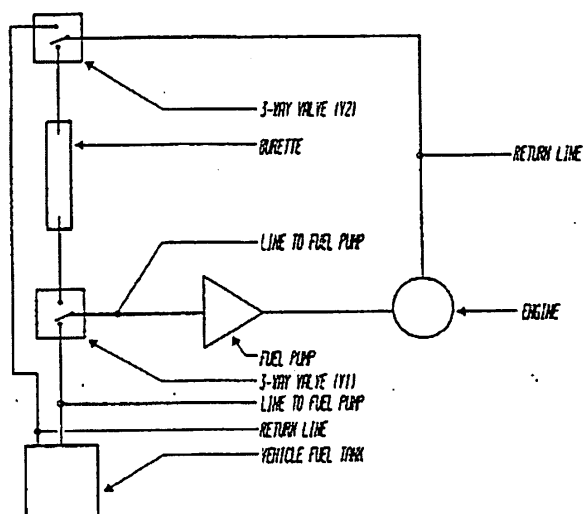 3-WAY VALVE (V2)
BURETTE
RETURN LINE
LINE TO FUEL PUMP
ENGINE
FUEL PUMP
3-WAY VALVE (V1)
LINE TO FUEL PUMP
RETURN LINE
VEHICLE FUEL TANK